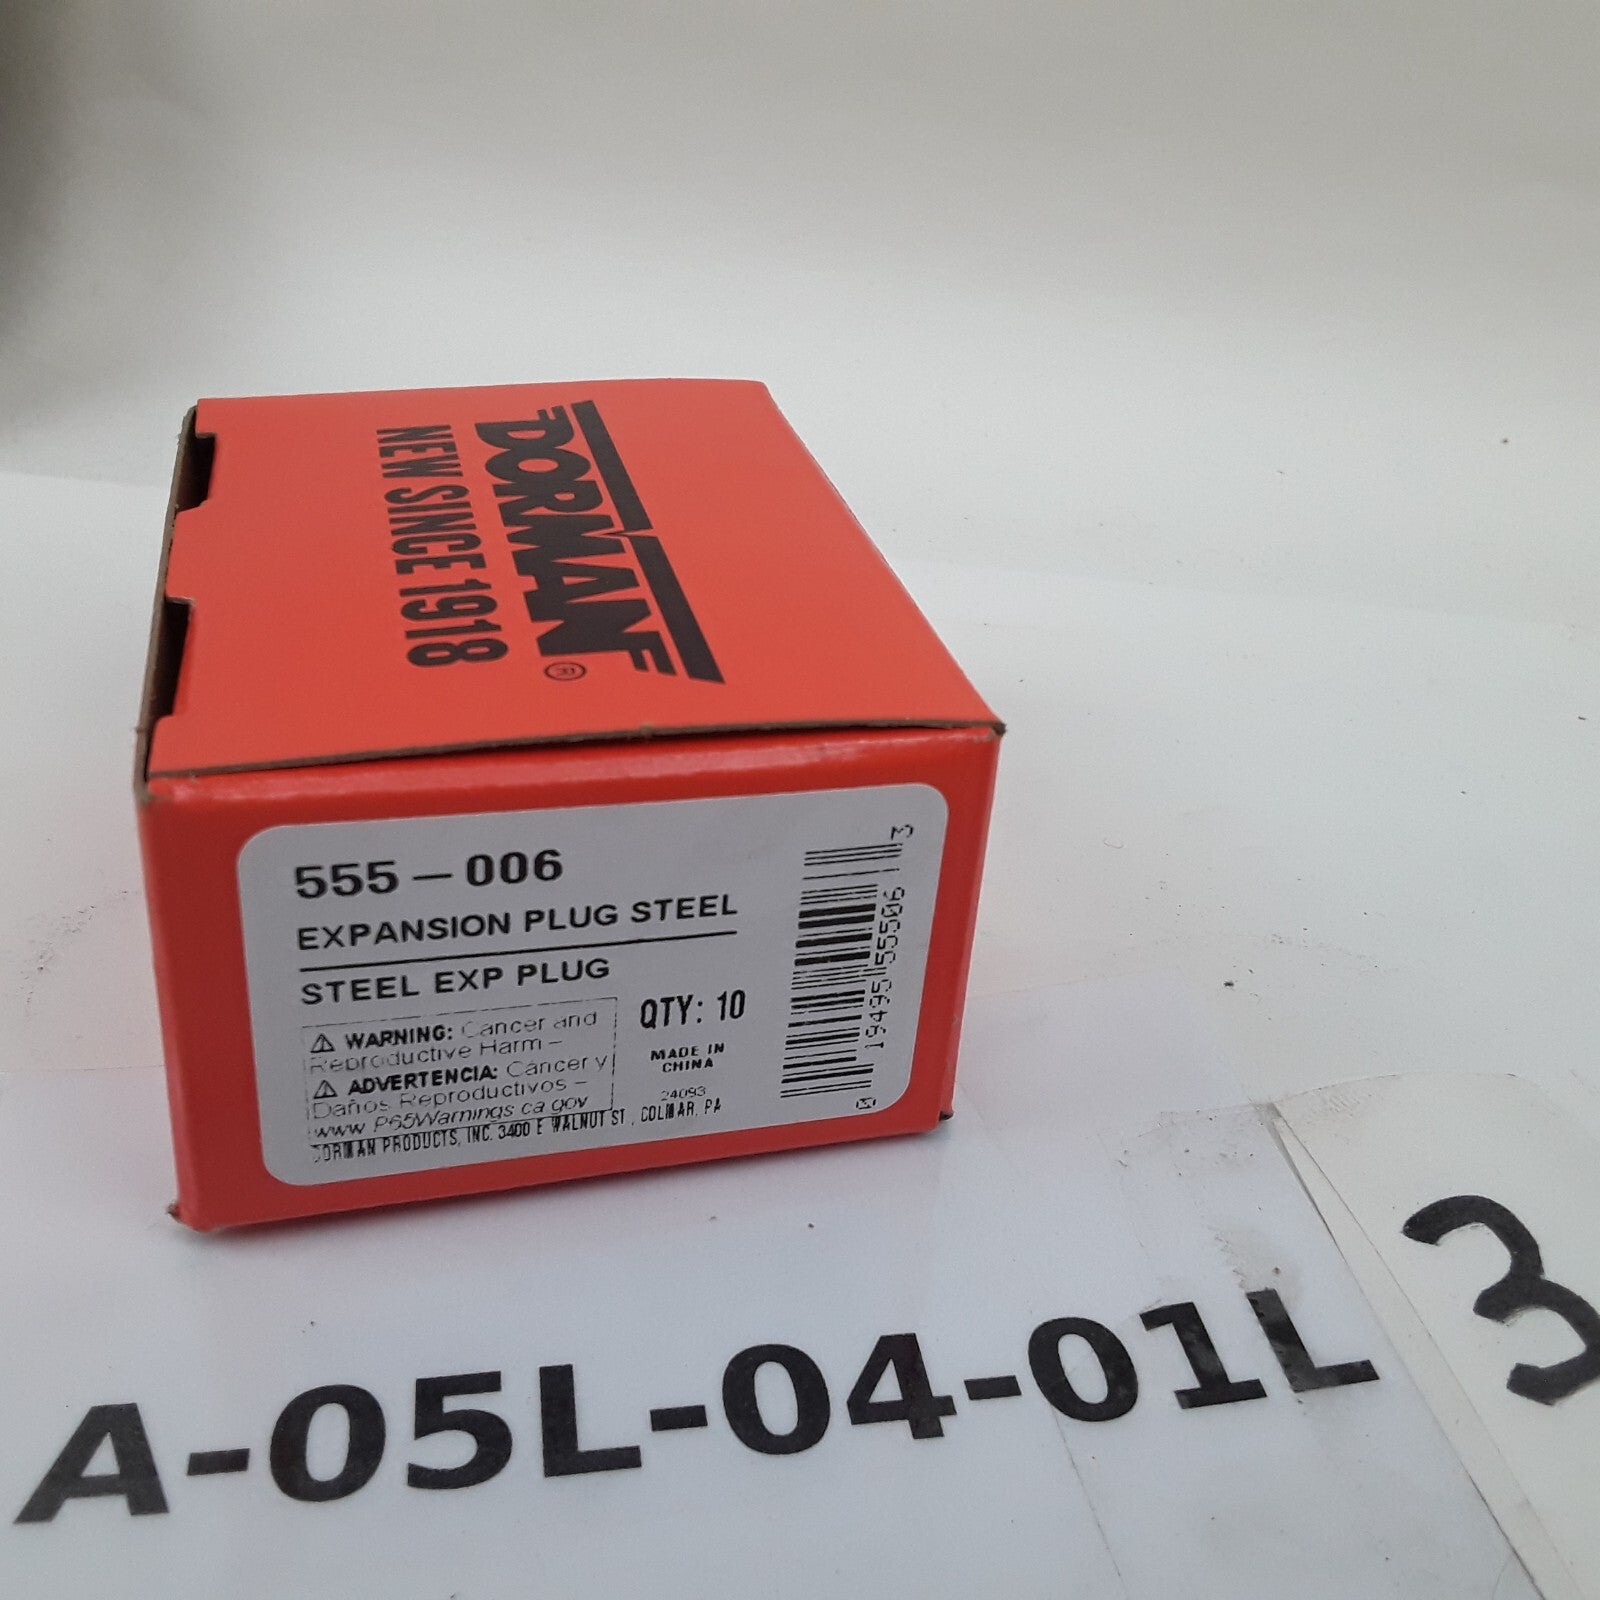 DORMAN®
NEW SINCE 1918
555-006
EXPANSION PLUG STEEL
STEEL EXP PLUG
⚠ WARNING: Cancer and
Reproductive Harm –
⚠ ADVERTENCIA: Cáncer y
Daños Reproductivos –
www.P65Warnings.ca.gov
QTY: 10
MADE IN
CHINA
24093
DORMAN PRODUCTS, INC. 3400 E WALNUT ST., COLMAR, PA
19495 55506 3
A-05L-04-01L
3